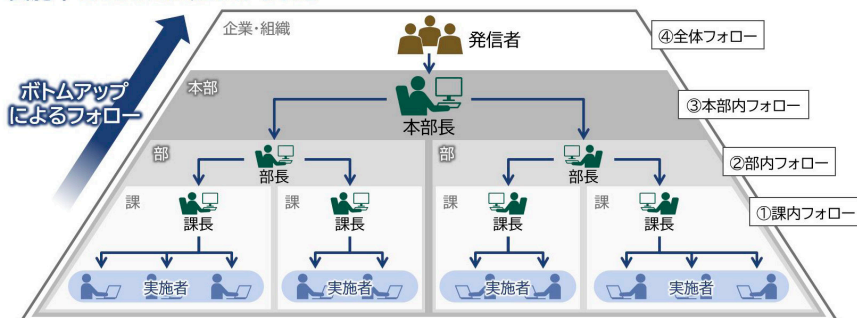 企業・組織
発信者
④全体フォロー
ボトムアップ
によるフォロー
本部
本部長
③本部内フォロー
部
部長
部
部長
②部内フォロー
課
課長
課
課長
課
課長
課
課長
①課内フォロー
実施者
実施者
実施者
実施者